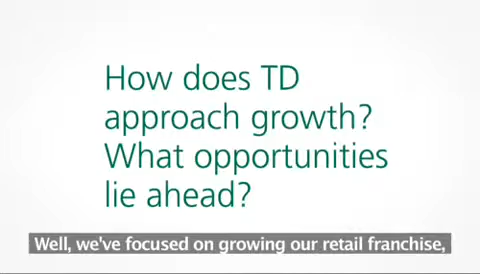 How does TD
approach growth?
What opportunities
lie ahead?
Well, we've focused on growing our retail franchise,